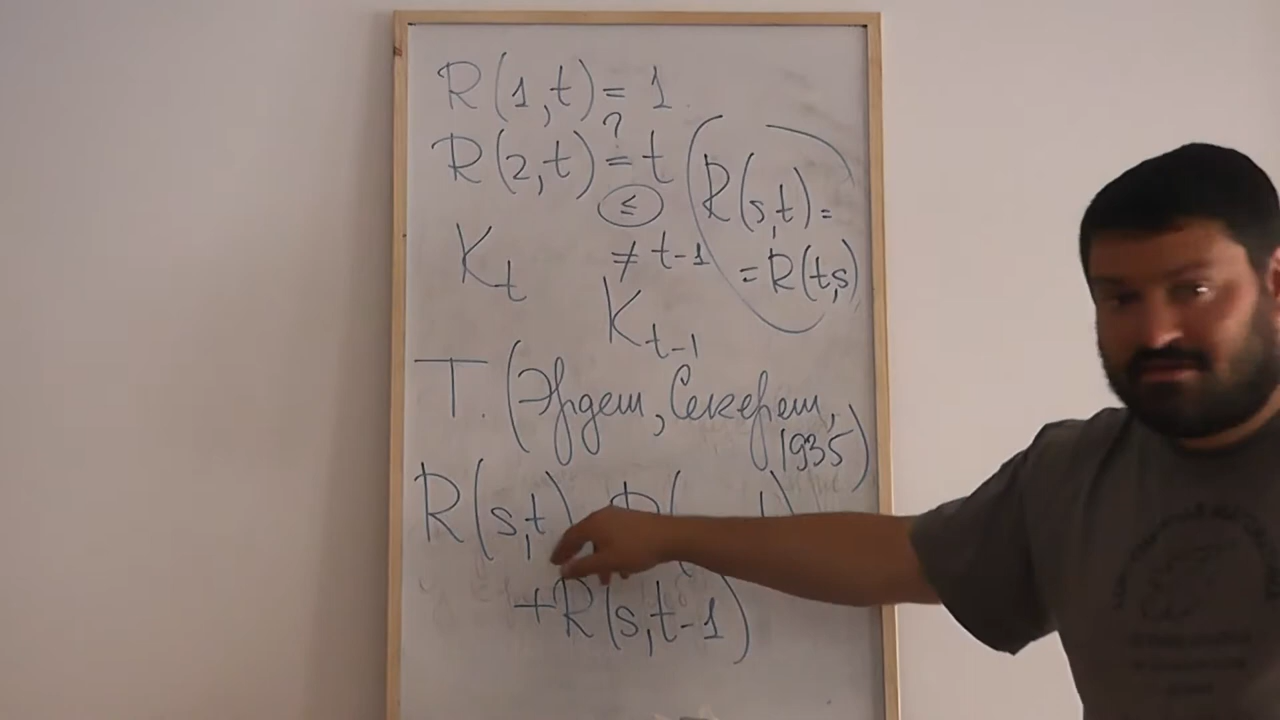 R(1,t) = 1
R(2,t) ?= t
≤
≠ t-1
(R(s,t) =
= R(t,s))
K_t
K_{t-1}
Т. (Эрдеш, Секереш,
1935)
R(s,t)
+R(s,t-1)